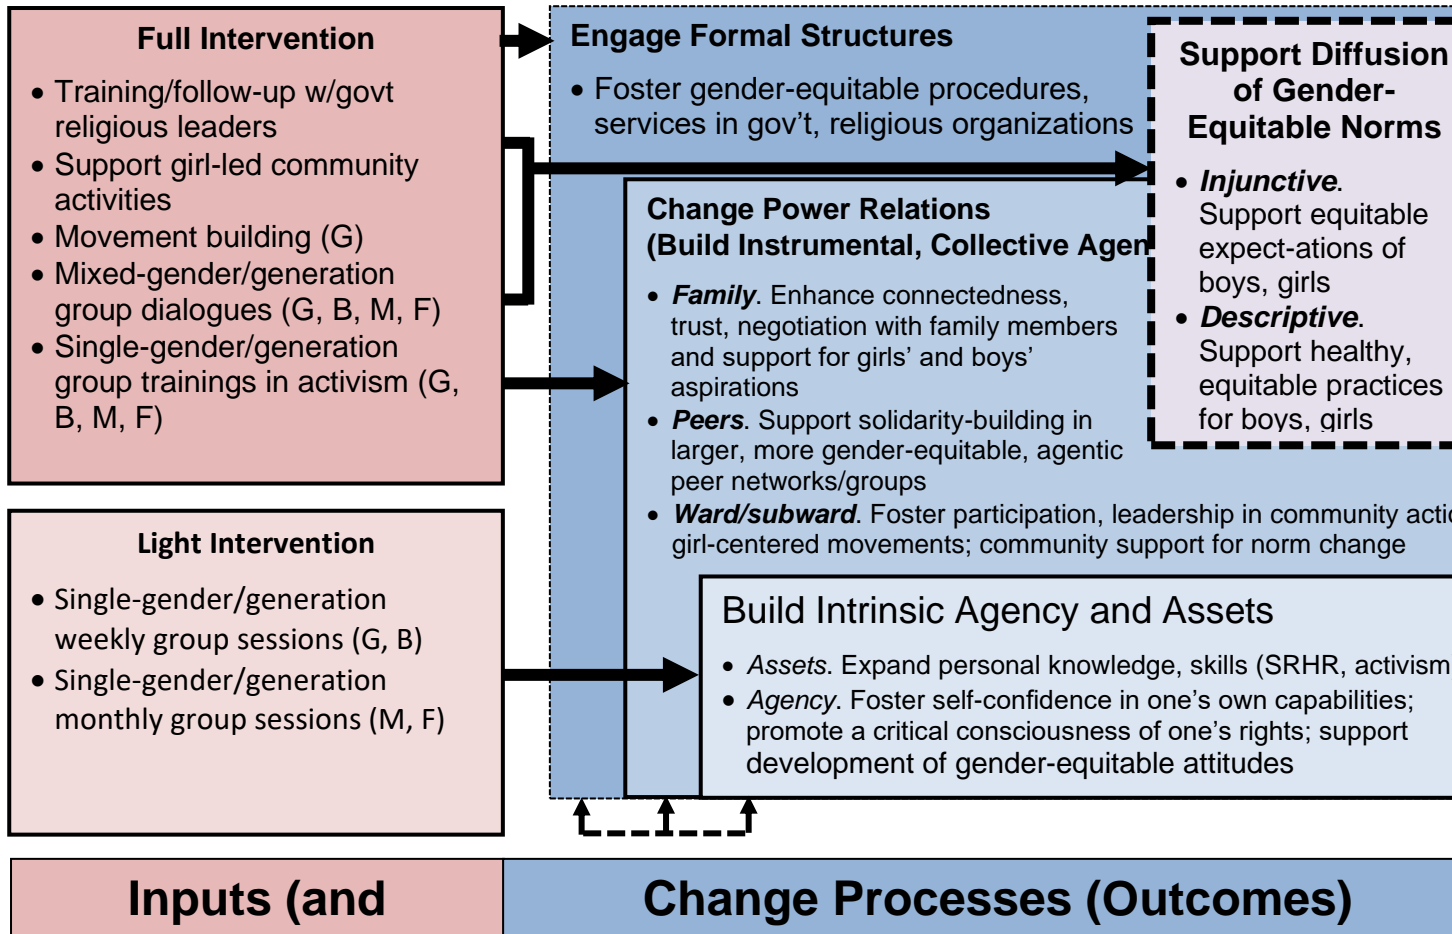 Full Intervention
• Training/follow-up w/govt
religious leaders
• Support girl-led community
activities
• Movement building (G)
• Mixed-gender/generation
group dialogues (G, B, M, F)
• Single-gender/generation
group trainings in activism (G,
B, M, F)
Light Intervention
• Single-gender/generation
weekly group sessions (G, B)
• Single-gender/generation
monthly group sessions (M, F)
Engage Formal Structures
• Foster gender-equitable procedures,
services in gov’t, religious organizations
Change Power Relations
(Build Instrumental, Collective Agen
• Family. Enhance connectedness,
trust, negotiation with family members
and support for girls’ and boys’
aspirations
• Peers. Support solidarity-building in
larger, more gender-equitable, agentic
peer networks/groups
• Ward/subward. Foster participation, leadership in community actio
girl-centered movements; community support for norm change
Build Intrinsic Agency and Assets
• Assets. Expand personal knowledge, skills (SRHR, activism
• Agency. Foster self-confidence in one’s own capabilities;
promote a critical consciousness of one’s rights; support
development of gender-equitable attitudes
Support Diffusion
of Gender-
Equitable Norms
• Injunctive.
Support equitable
expect-ations of
boys, girls
• Descriptive.
Support healthy,
equitable practices
for boys, girls
Inputs (and
Change Processes (Outcomes)